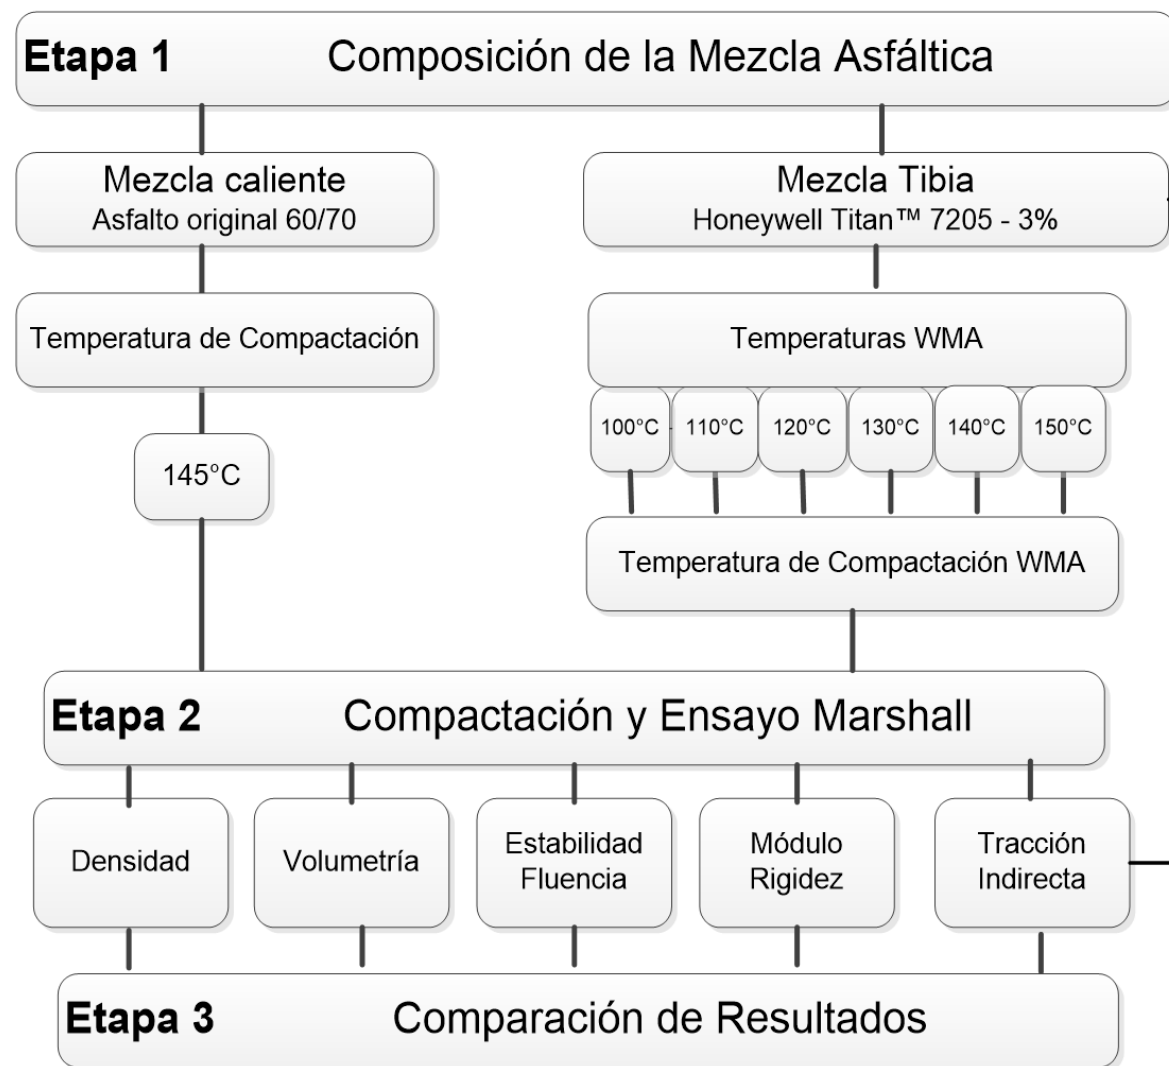 Etapa 1 Composición de la Mezcla Asfáltica
Mezcla caliente
Asfalto original 60/70
Mezcla Tibia
Honeywell Titan™ 7205 - 3%
Temperatura de Compactación
Temperaturas WMA
100°C
110°C
120°C
130°C
140°C
150°C
145°C
Temperatura de Compactación WMA
Etapa 2 Compactación y Ensayo Marshall
Densidad
Volumetría
Estabilidad
Fluencia
Módulo
Rigidez
Tracción
Indirecta
Etapa 3 Comparación de Resultados